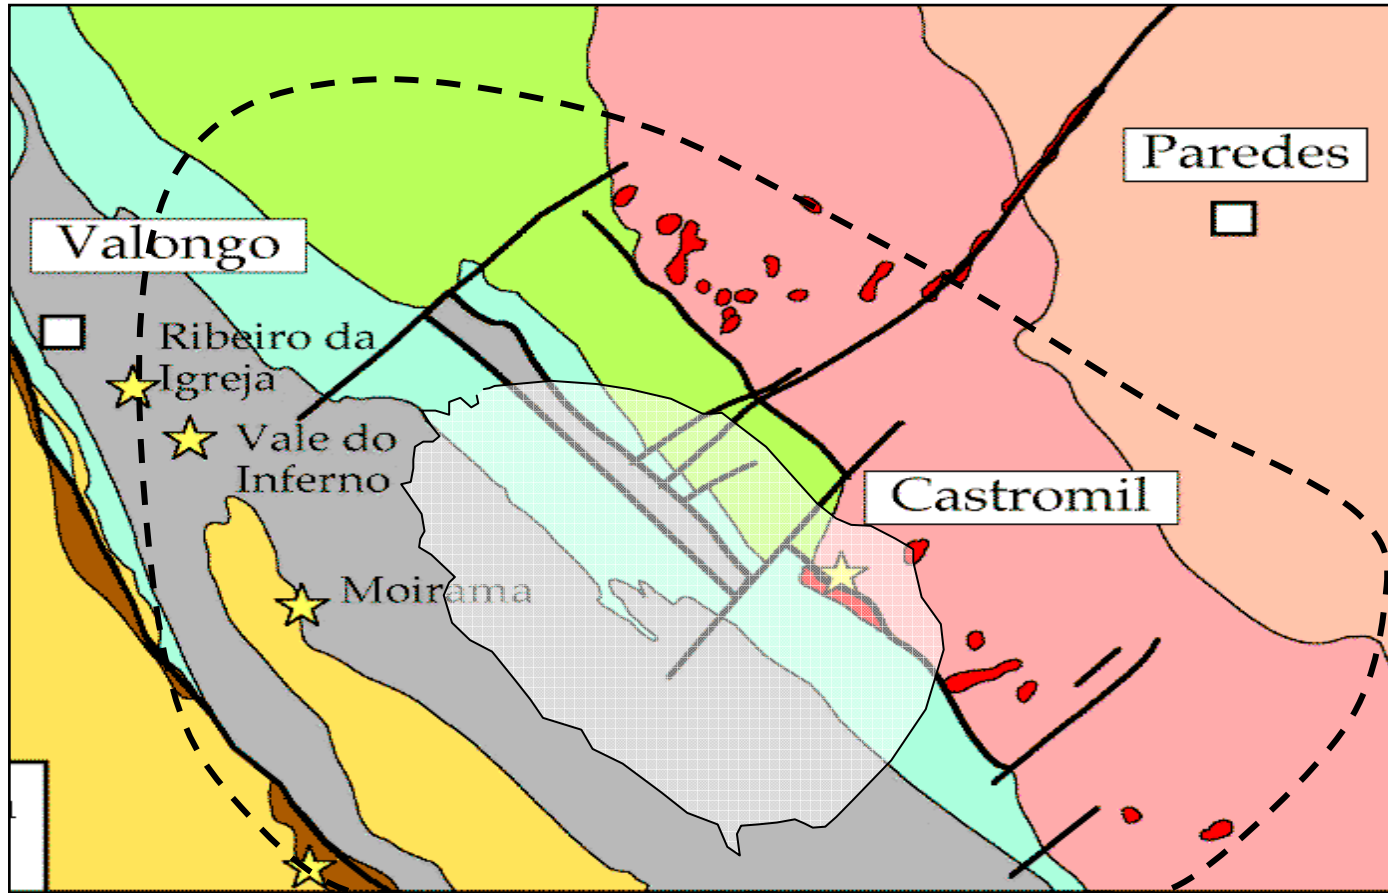 Paredes
Valongo
Ribeiro da
Igreja
Vale do
Inferno
Castromil
Moirama